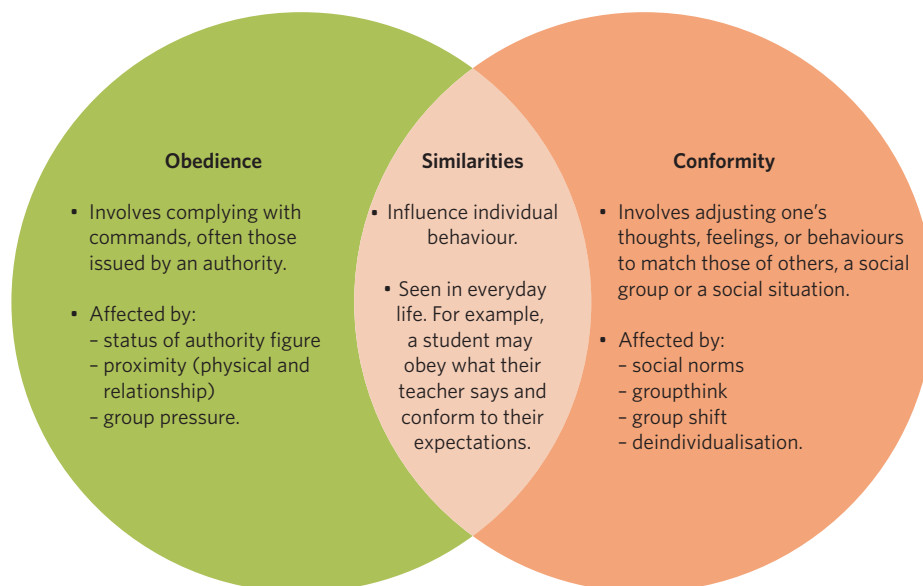 Obedience
• Involves complying with
commands, often those
issued by an authority.
• Affected by:
– status of authority figure
– proximity (physical and
relationship)
– group pressure.
Similarities
• Influence individual
behaviour.
• Seen in everyday
life. For example,
a student may
obey what their
teacher says and
conform to their
expectations.
Conformity
• Involves adjusting one’s
thoughts, feelings, or behaviours
to match those of others, a social
group or a social situation.
• Affected by:
– social norms
– groupthink
– group shift
– deindividualisation.